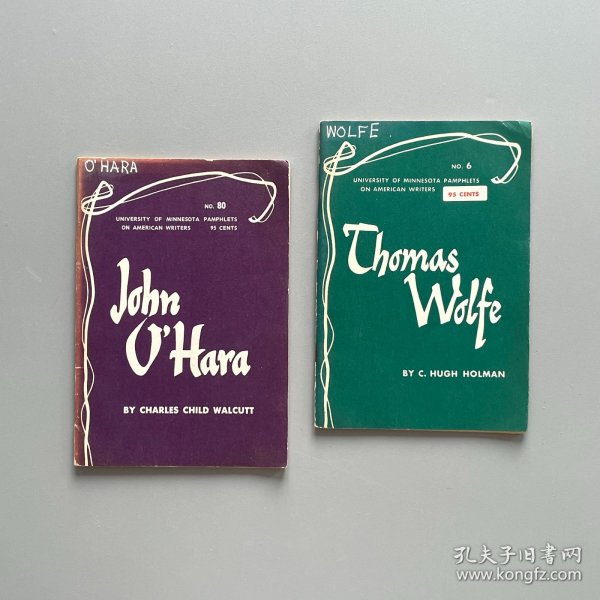 O'HARA
NO. 80
UNIVERSITY OF MINNESOTA PAMPHLETS
ON AMERICAN WRITERS 95 CENTS
John
O'Hara
BY CHARLES CHILD WALCUTT
WOLFE
NO. 6
UNIVERSITY OF MINNESOTA PAMPHLETS
ON AMERICAN WRITERS 95 CENTS
Thomas
Wolfe
BY C. HUGH HOLMAN
孔夫子旧书网
www.kongfz.com